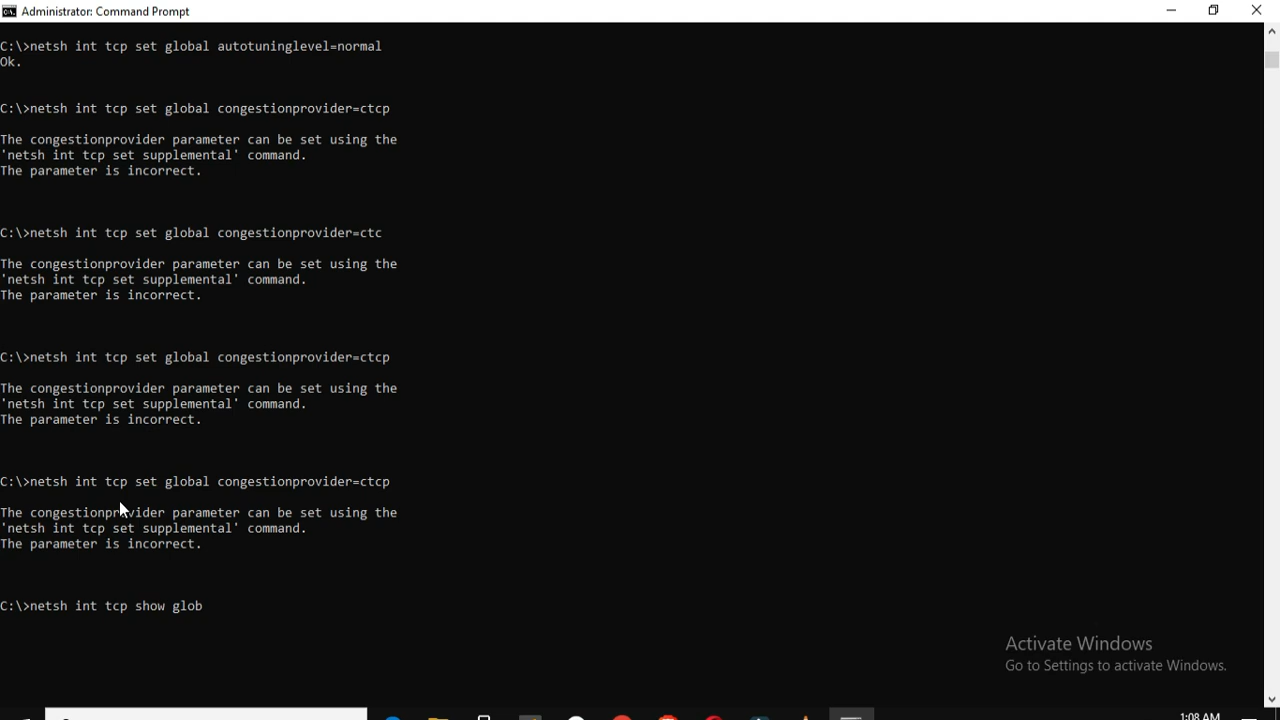 Administrator: Command Prompt
C:\>netsh int tcp set global autotuninglevel=normal
Ok.
C:\>netsh int tcp set global congestionprovider=ctcp
The congestionprovider parameter can be set using the
'netsh int tcp set supplemental' command.
The parameter is incorrect.
C:\>netsh int tcp set global congestionprovider=ctc
The congestionprovider parameter can be set using the
'netsh int tcp set supplemental' command.
The parameter is incorrect.
C:\>netsh int tcp set global congestionprovider=ctcp
The congestionprovider parameter can be set using the
'netsh int tcp set supplemental' command.
The parameter is incorrect.
C:\>netsh int tcp set global congestionprovider=ctcp
The congestionprovider parameter can be set using the
'netsh int tcp set supplemental' command.
The parameter is incorrect.
C:\>netsh int tcp show glob
Activate Windows
Go to Settings to activate Windows.
1:08 AM